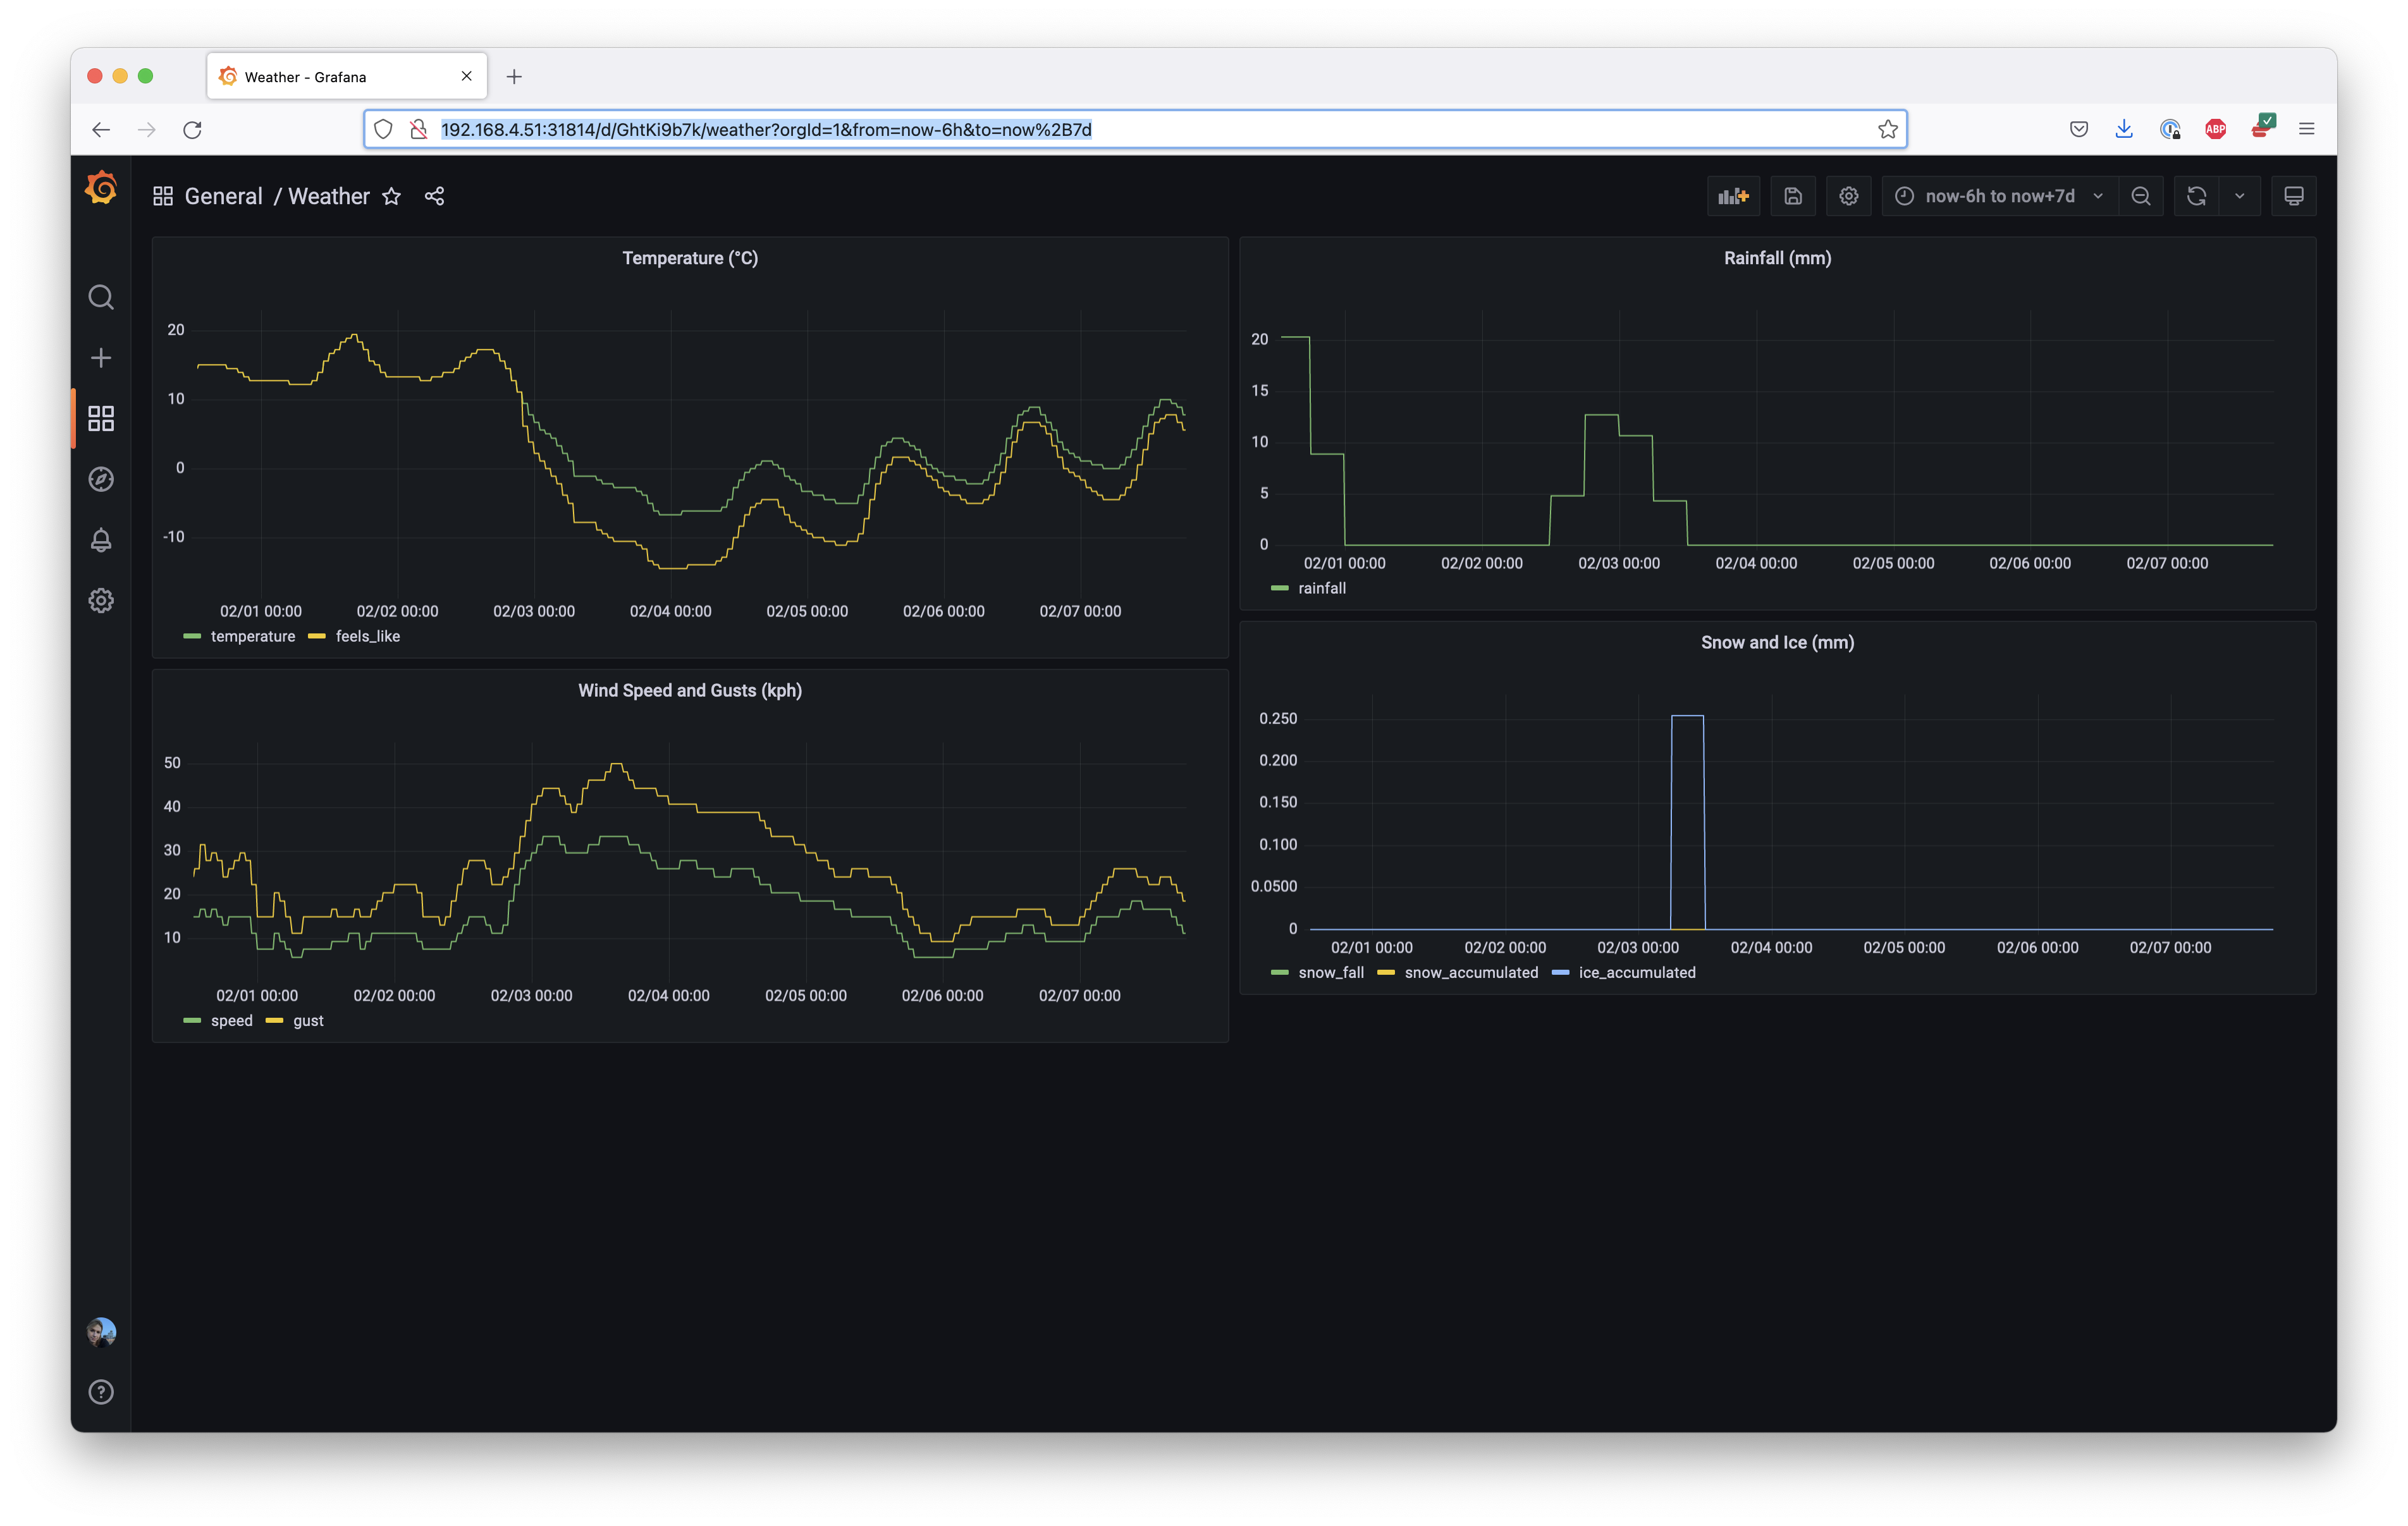 Weather - Grafana
192.168.4.51:31814/d/GhtKi9b7k/weather?orgId=1&from=now-6h&to=now%2B7d
ABP
General / Weather
now-6h to now+7d
Temperature (°C)
20
10
0
-10
02/01 00:00 02/02 00:00 02/03 00:00 02/04 00:00 02/05 00:00 02/06 00:00 02/07 00:00
temperature feels_like
Rainfall (mm)
20
15
10
5
0
02/01 00:00 02/02 00:00 02/03 00:00 02/04 00:00 02/05 00:00 02/06 00:00 02/07 00:00
rainfall
Wind Speed and Gusts (kph)
50
40
30
20
10
02/01 00:00 02/02 00:00 02/03 00:00 02/04 00:00 02/05 00:00 02/06 00:00 02/07 00:00
speed gust
Snow and Ice (mm)
0.250
0.200
0.150
0.100
0.0500
0
02/01 00:00 02/02 00:00 02/03 00:00 02/04 00:00 02/05 00:00 02/06 00:00 02/07 00:00
snow_fall snow_accumulated ice_accumulated